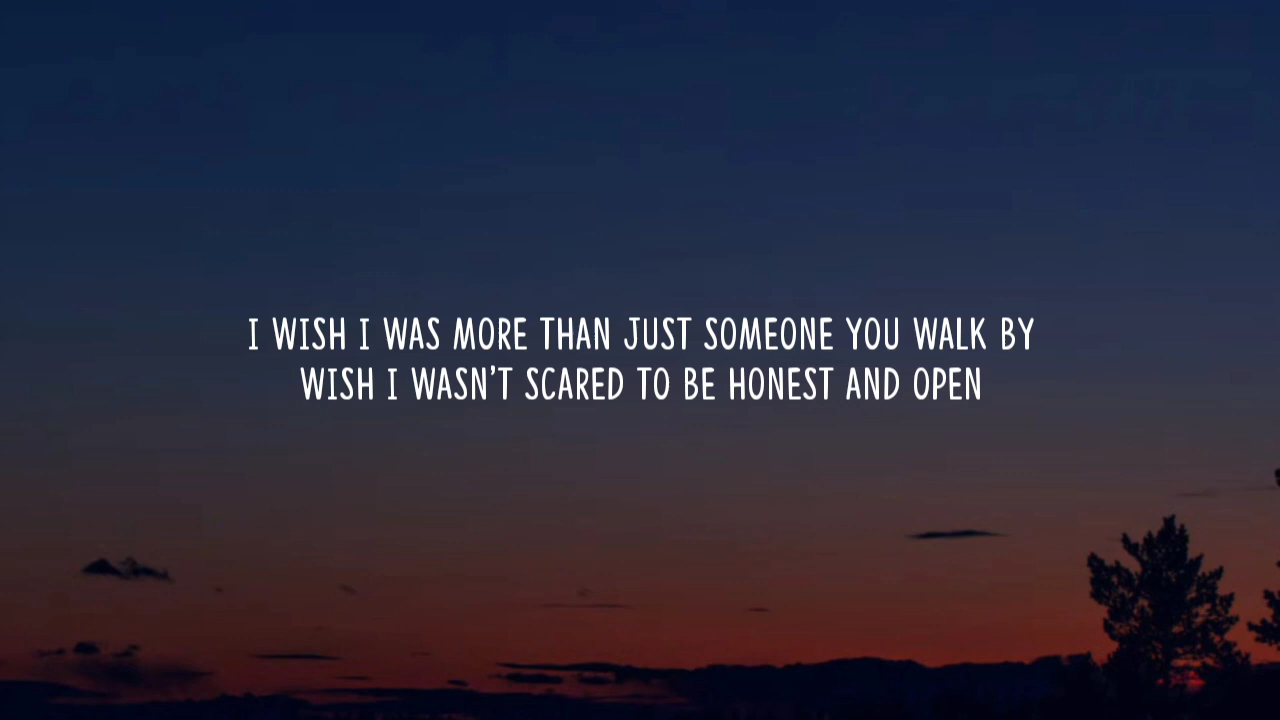 I WISH I WAS MORE THAN JUST SOMEONE YOU WALK BY
WISH I WASN'T SCARED TO BE HONEST AND OPEN